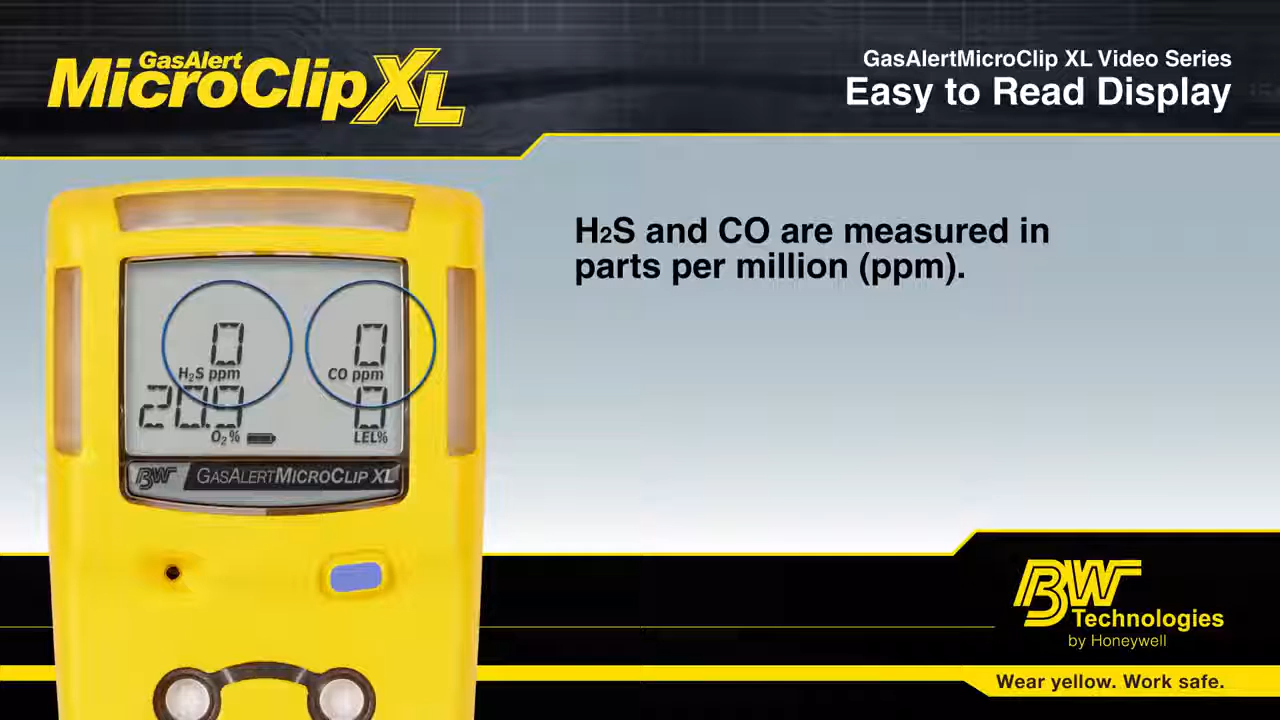 GasAlert
MicroClip XL
GasAlertMicroClip XL Video Series
Easy to Read Display
H₂S and CO are measured in
parts per million (ppm).
0 0
H₂S ppm CO ppm
20.9 0
O₂% LEL%
BW GASALERTMICROCLIP XL
BW
Technologies
by Honeywell
Wear yellow. Work safe.